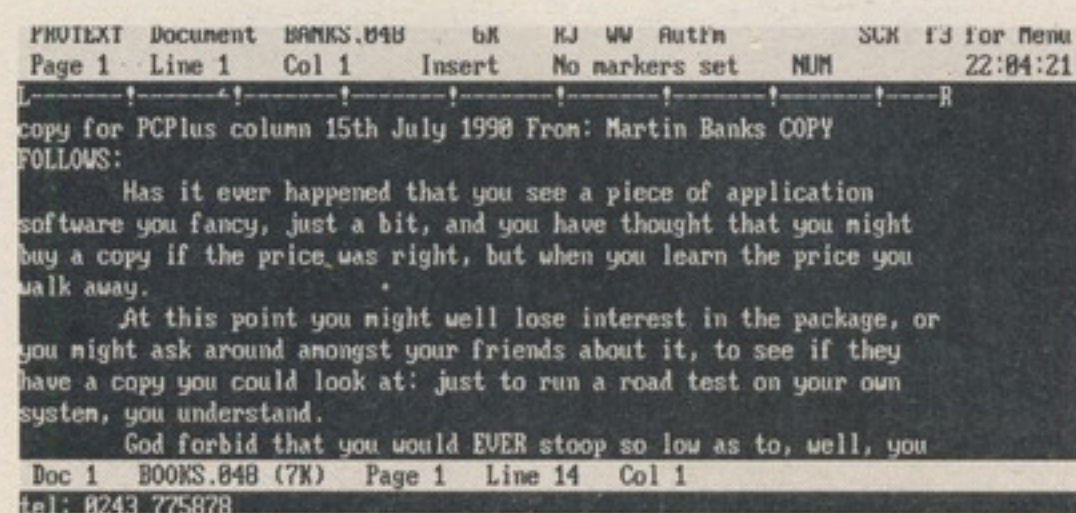 PROTEXT Document BANKS.04B 6K RJ WW AutFm SCR F3 for Menu
Page 1 Line 1 Col 1 Insert No markers set NUM 22:04:21
L-------!-------!-------!-------!-------!-------!-------!-------!----R
copy for PCPlus column 15th July 1990 From: Martin Banks COPY
FOLLOWS:
Has it ever happened that you see a piece of application
software you fancy, just a bit, and you have thought that you might
buy a copy if the price was right, but when you learn the price you
walk away.
At this point you might well lose interest in the package, or
you might ask around amongst your friends about it, to see if they
have a copy you could look at: just to run a road test on your own
system, you understand.
God forbid that you would EVER stoop so low as to, well, you
Doc 1 BOOKS.04B (7K) Page 1 Line 14 Col 1
tel: 0243 775878